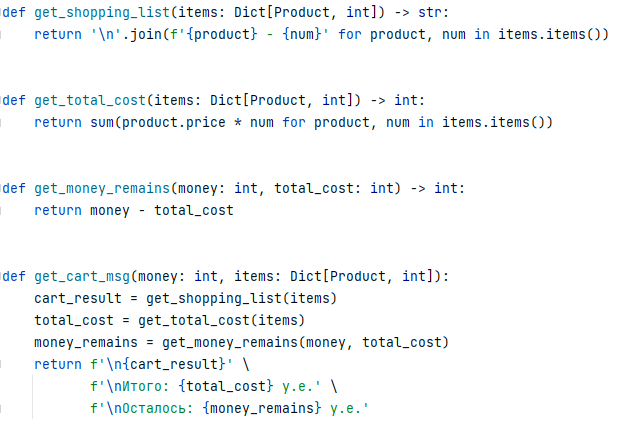 def get_shopping_list(items: Dict[Product, int]) -> str:
    return '\n'.join(f'{product} - {num}' for product, num in items.items())
def get_total_cost(items: Dict[Product, int]) -> int:
    return sum(product.price * num for product, num in items.items())
def get_money_remains(money: int, total_cost: int) -> int:
    return money - total_cost
def get_cart_msg(money: int, items: Dict[Product, int]):
    cart_result = get_shopping_list(items)
    total_cost = get_total_cost(items)
    money_remains = get_money_remains(money, total_cost)
    return f'\n{cart_result}' \
           f'\nИтого: {total_cost} у.е.' \
           f'\nОсталось: {money_remains} у.е.'